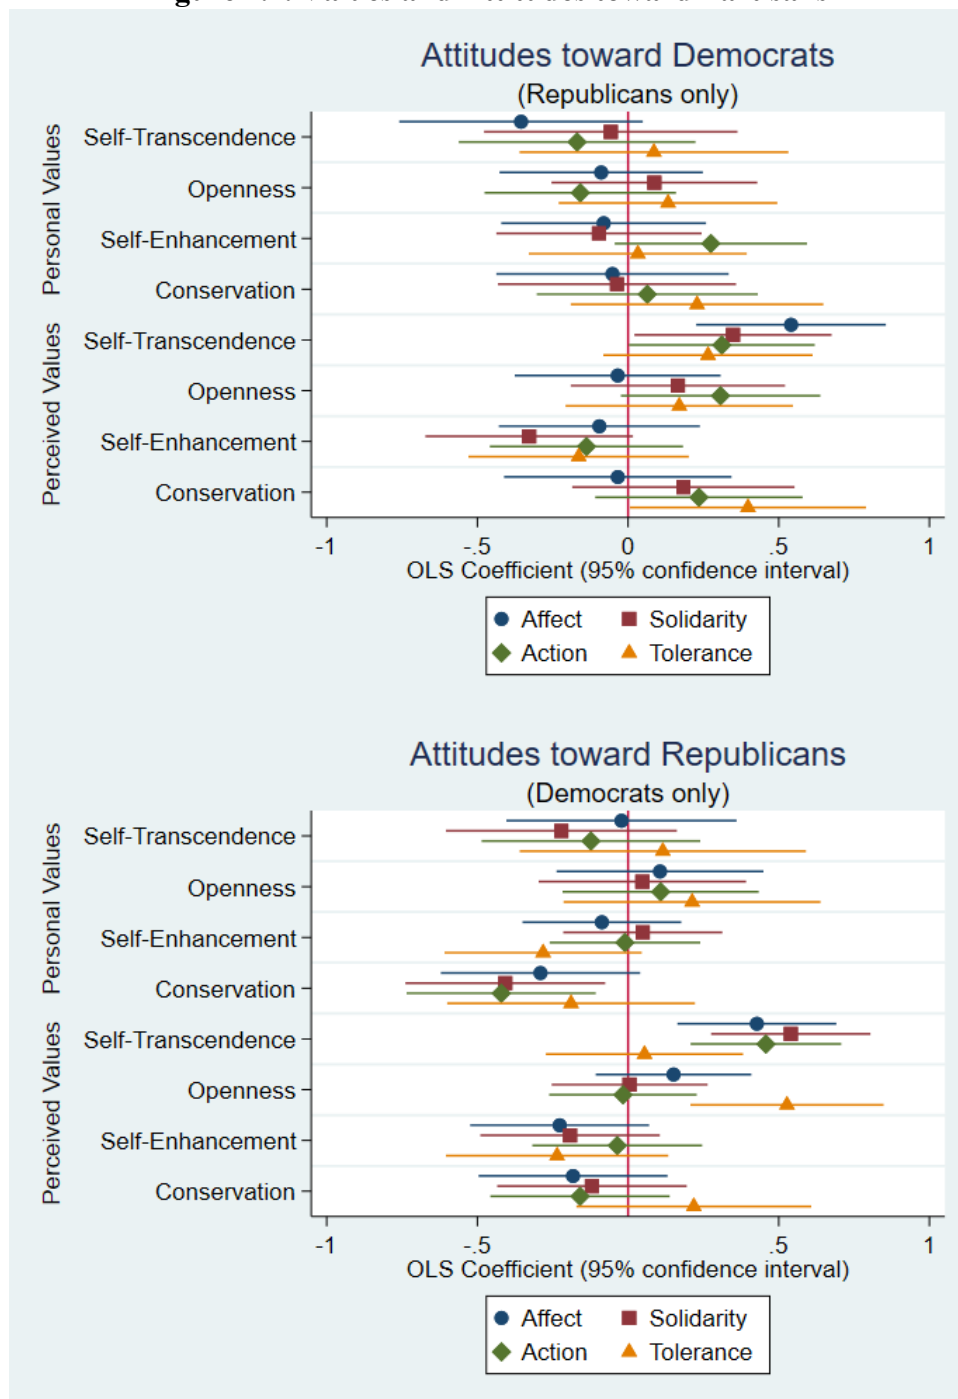 Attitudes toward Democrats
(Republicans only)
Personal Values
Self-Transcendence
Openness
Self-Enhancement
Conservation
Perceived Values
Self-Transcendence
Openness
Self-Enhancement
Conservation
-1 -.5 0 .5 1
OLS Coefficient (95% confidence interval)
Affect Solidarity
Action Tolerance
Attitudes toward Republicans
(Democrats only)
Personal Values
Self-Transcendence
Openness
Self-Enhancement
Conservation
Perceived Values
Self-Transcendence
Openness
Self-Enhancement
Conservation
-1 -.5 0 .5 1
OLS Coefficient (95% confidence interval)
Affect Solidarity
Action Tolerance